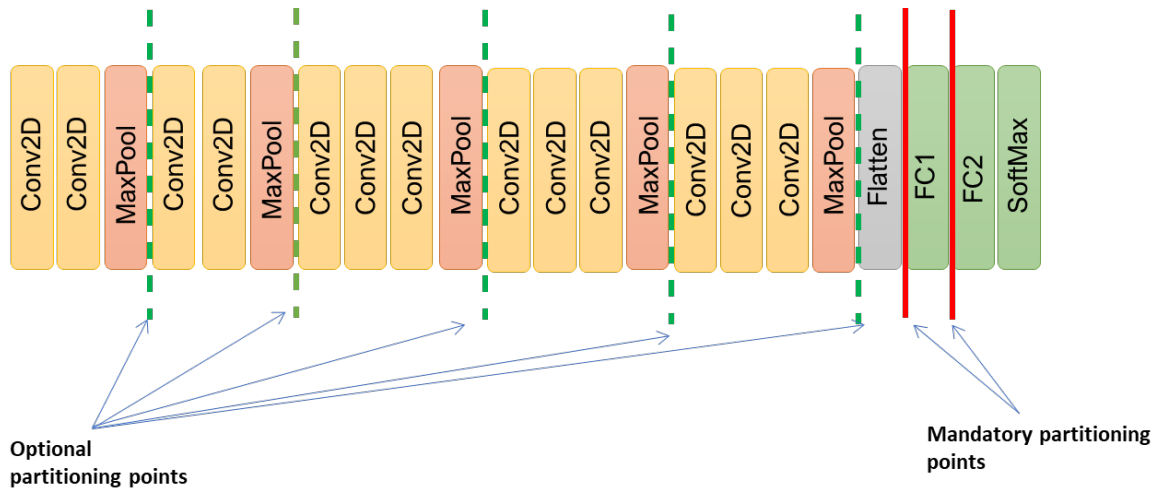 Conv2D
Conv2D
MaxPool
Conv2D
Conv2D
MaxPool
Conv2D
Conv2D
Conv2D
MaxPool
Conv2D
Conv2D
Conv2D
MaxPool
Conv2D
Conv2D
Conv2D
MaxPool
Flatten
FC1
FC2
SoftMax
Optional
partitioning points
Mandatory partitioning
points